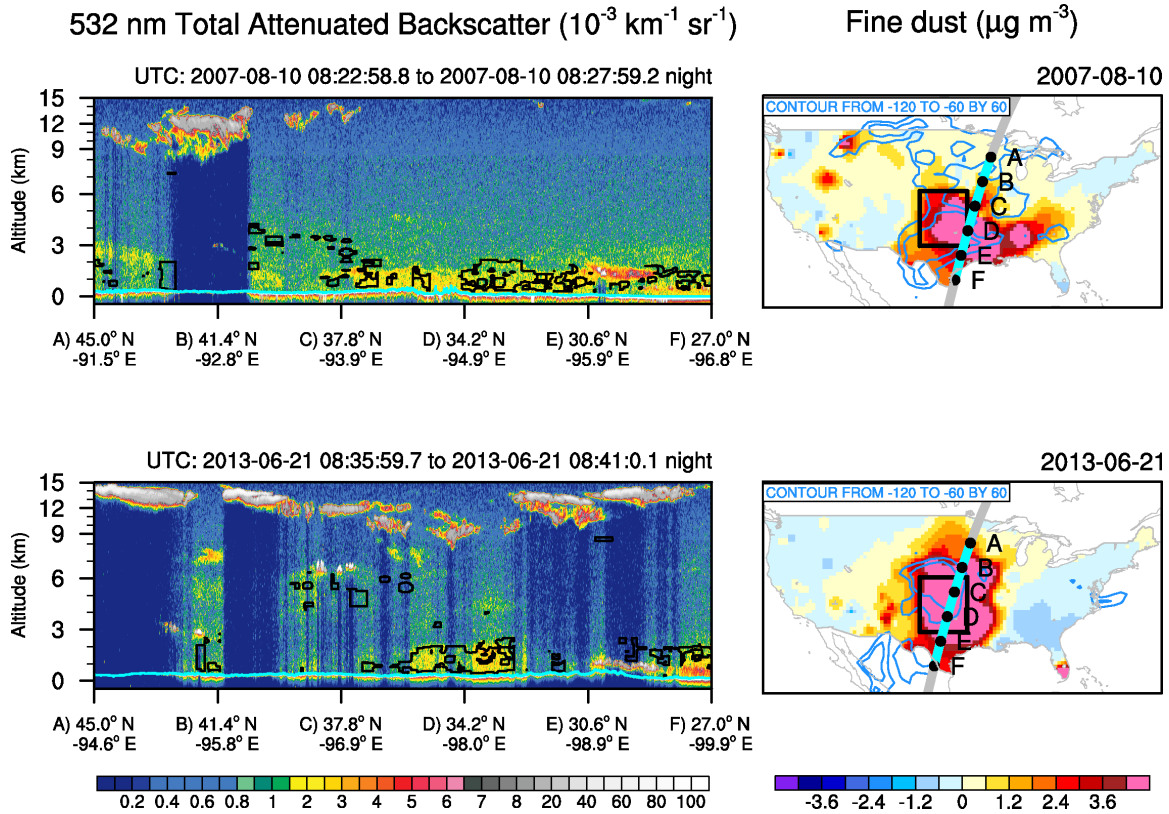 532 nm Total Attenuated Backscatter (10⁻³ km⁻¹ sr⁻¹)
Fine dust (μg m⁻³)
UTC: 2007-08-10 08:22:58.8 to 2007-08-10 08:27:59.2 night
2007-08-10
15
12
9
6
3
0
Altitude (km)
A) 45.0° N
-91.5° E
B) 41.4° N
-92.8° E
C) 37.8° N
-93.9° E
D) 34.2° N
-94.9° E
E) 30.6° N
-95.9° E
F) 27.0° N
-96.8° E
CONTOUR FROM -120 TO -60 BY 60
A
B
C
D
E
F
UTC: 2013-06-21 08:35:59.7 to 2013-06-21 08:41:0.1 night
2013-06-21
15
12
9
6
3
0
Altitude (km)
A) 45.0° N
-94.6° E
B) 41.4° N
-95.8° E
C) 37.8° N
-96.9° E
D) 34.2° N
-98.0° E
E) 30.6° N
-98.9° E
F) 27.0° N
-99.9° E
CONTOUR FROM -120 TO -60 BY 60
A
B
C
D
E
F
0.2 0.4 0.6 0.8 1 2 3 4 5 6 7 8 20 40 60 80 100
-3.6 -2.4 -1.2 0 1.2 2.4 3.6